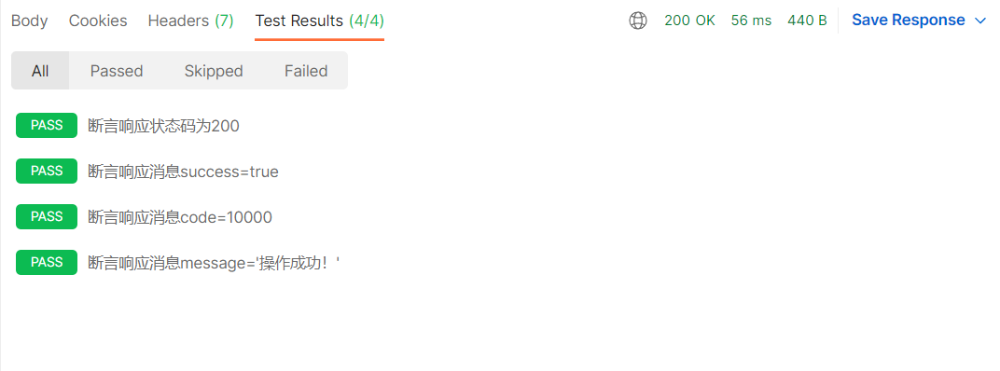 Body Cookies Headers (7) Test Results (4/4) 200 OK 56 ms 440 B Save Response
All Passed Skipped Failed
PASS 断言响应状态码为200
PASS 断言响应消息success=true
PASS 断言响应消息code=10000
PASS 断言响应消息message='操作成功！'